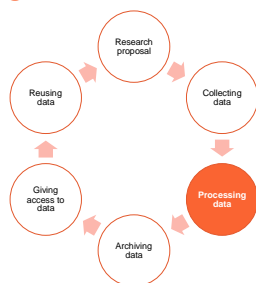 Research
proposal
Collecting
data
Processing
data
Archiving
data
Giving
access to
data
Reusing
data